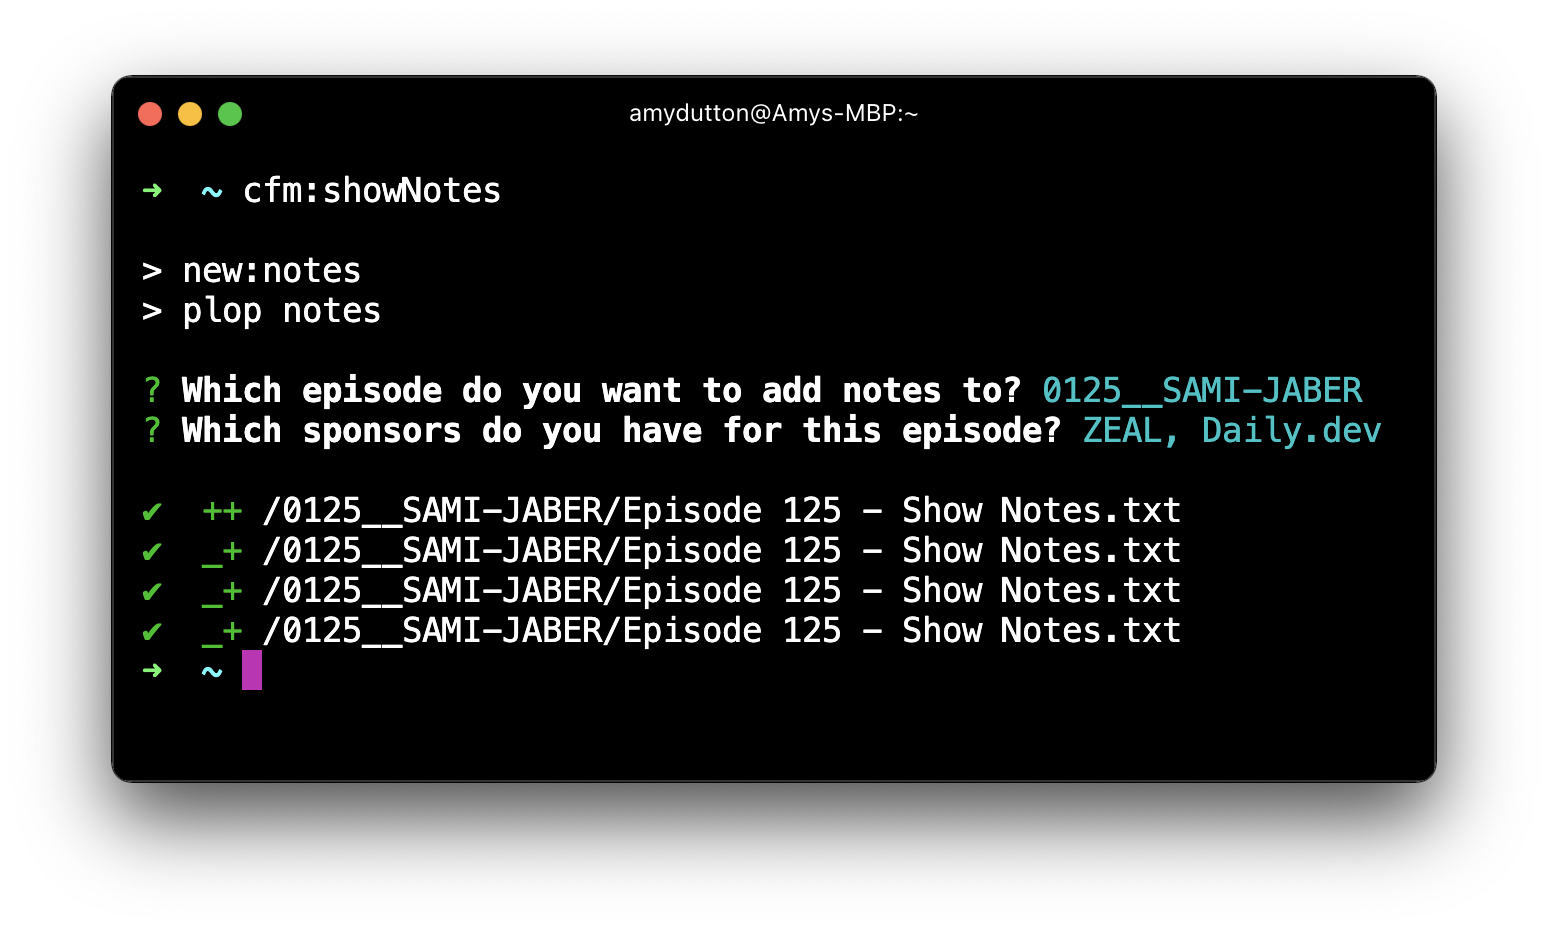 amydutton@Amys-MBP:~
➜ ~ cfm:showNotes
> new:notes
> plop notes
? Which episode do you want to add notes to? 0125__SAMI-JABER
? Which sponsors do you have for this episode? ZEAL, Daily.dev
✔ ++ /0125__SAMI-JABER/Episode 125 - Show Notes.txt
✔ _+ /0125__SAMI-JABER/Episode 125 - Show Notes.txt
✔ _+ /0125__SAMI-JABER/Episode 125 - Show Notes.txt
✔ _+ /0125__SAMI-JABER/Episode 125 - Show Notes.txt
➜ ~